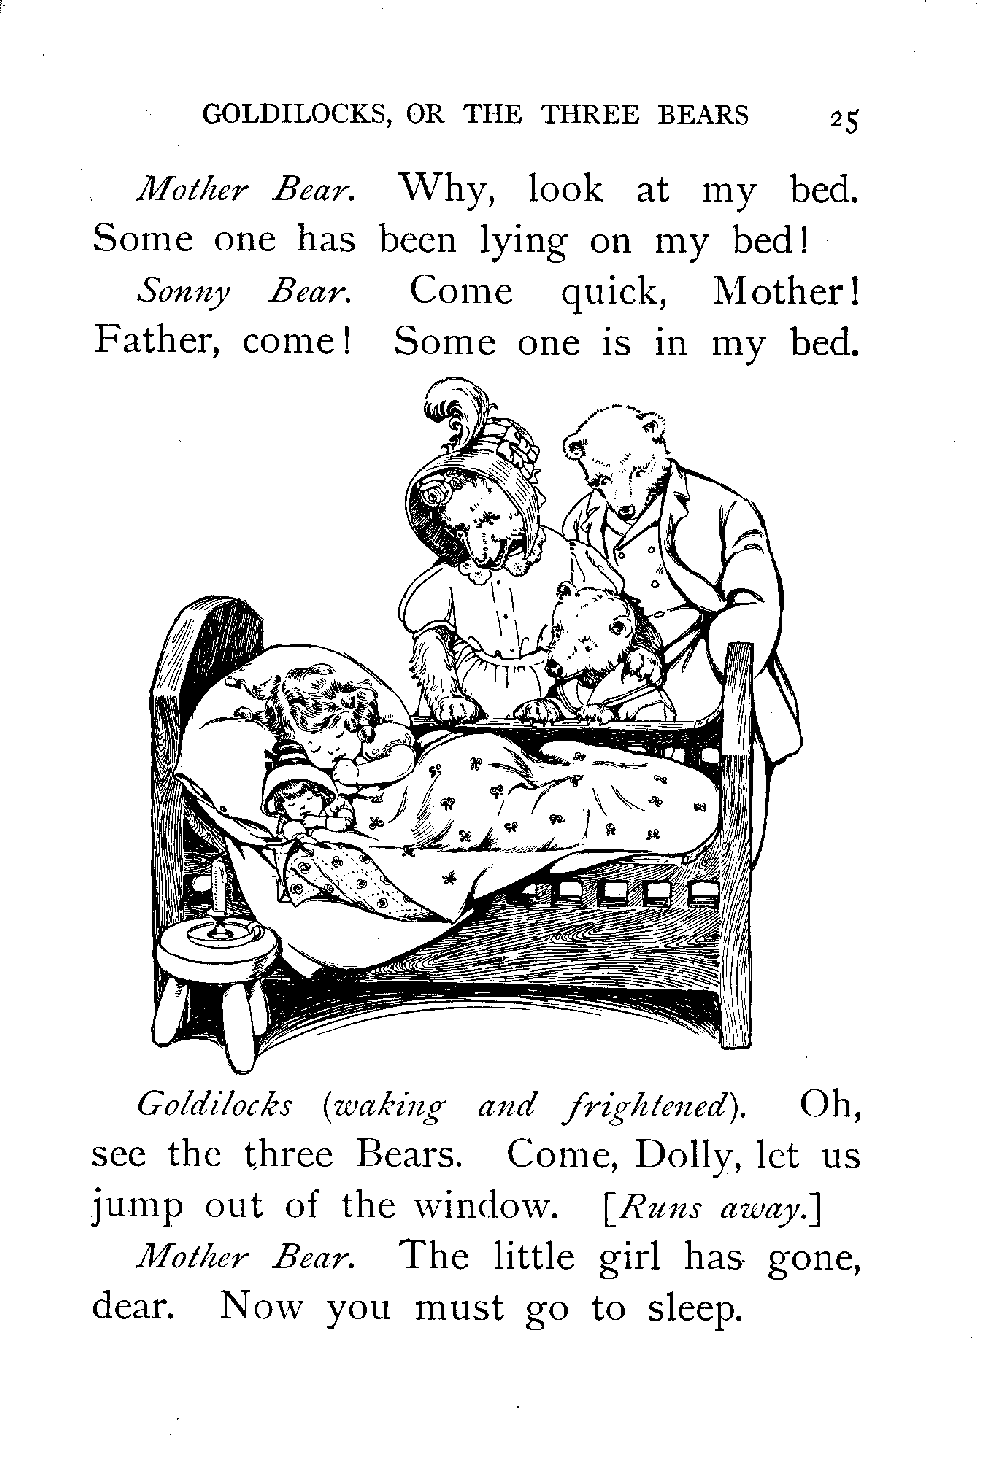 GOLDILOCKS, OR THE THREE BEARS 25
Mother Bear. Why, look at my bed.
Some one has been lying on my bed!
Sonny Bear. Come quick, Mother!
Father, come! Some one is in my bed.
Goldilocks (waking and frightened). Oh,
see the three Bears. Come, Dolly, let us
jump out of the window. [Runs away.]
Mother Bear. The little girl has gone,
dear. Now you must go to sleep.